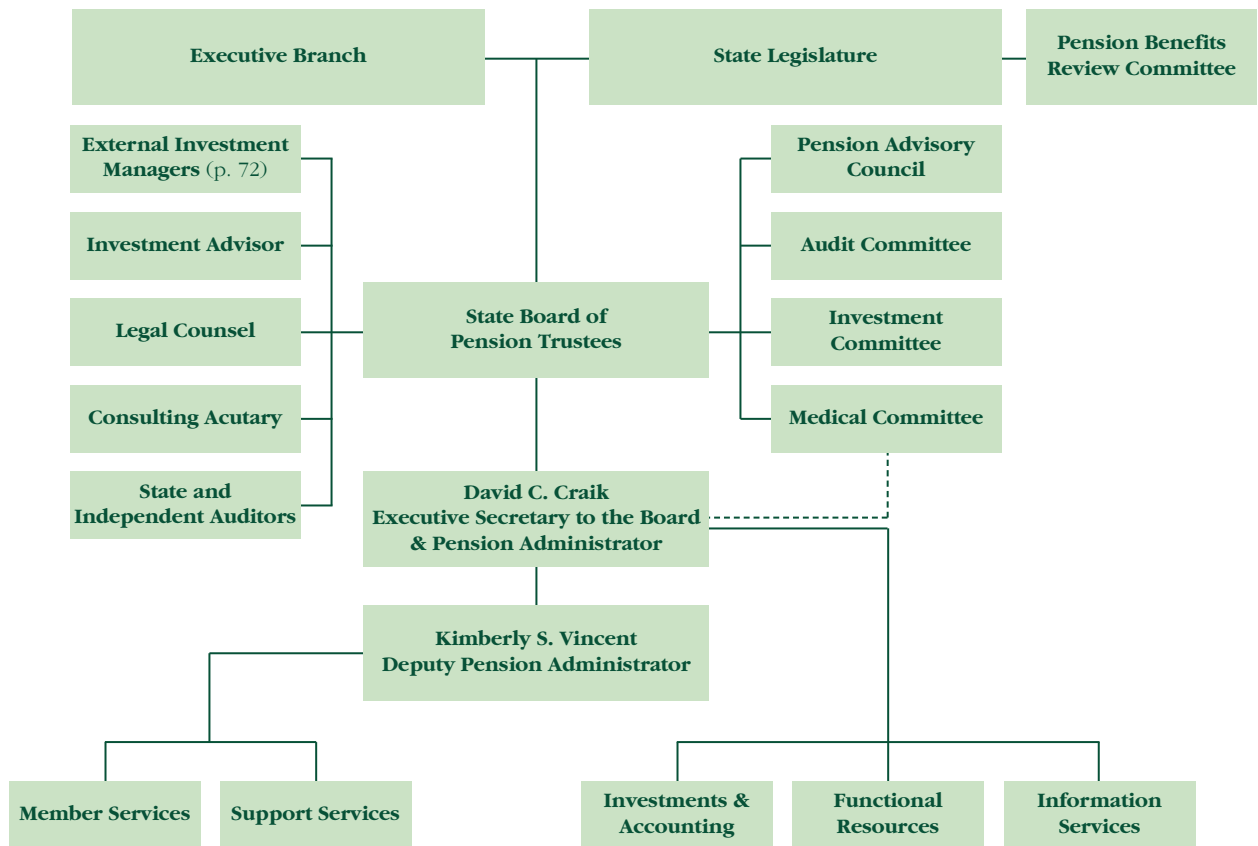 Executive Branch
State Legislature
Pension Benefits
Review Committee
External Investment
Managers (p. 72)
Pension Advisory
Council
Investment Advisor
Audit Committee
Legal Counsel
State Board of
Pension Trustees
Investment
Committee
Consulting Acutary
Medical Committee
State and
Independent Auditors
David C. Craik
Executive Secretary to the Board
& Pension Administrator
Kimberly S. Vincent
Deputy Pension Administrator
Member Services
Support Services
Investments &
Accounting
Functional
Resources
Information
Services